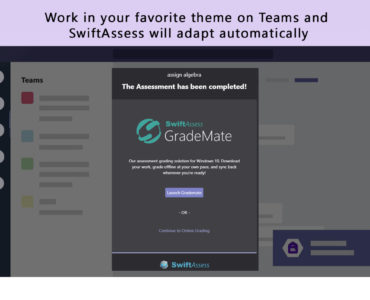 Work in your favorite theme on Teams and
SwiftAssess will adapt automatically
assign algebra
The Assessment has been completed!
Teams
SwiftAssess
GradeMate
Our assessment grading solution for Windows 10. Download
your work, grade offline at your own pace, and sync back
whenever you're ready!
Launch Gradmate
- OR -
Continue to Online Grading
SwiftAssess